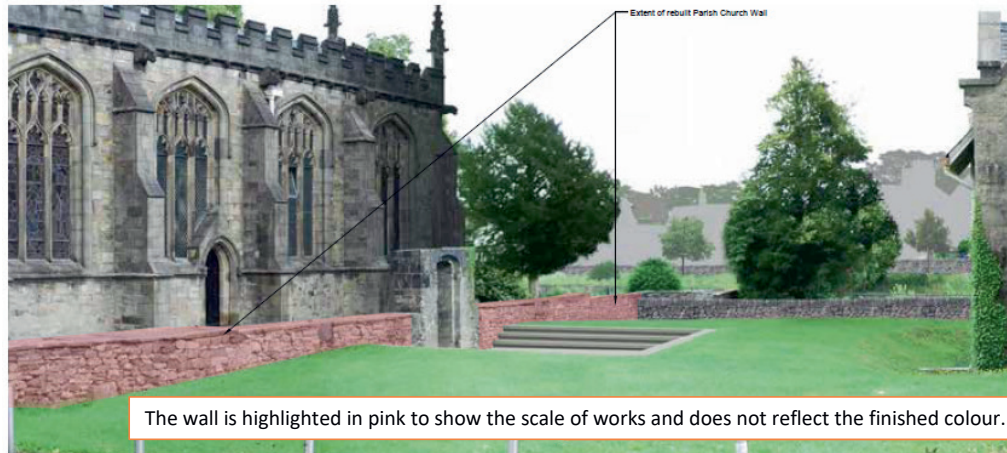 Extent of rebuilt Parish Church Wall
The wall is highlighted in pink to show the scale of works and does not reflect the finished colour.